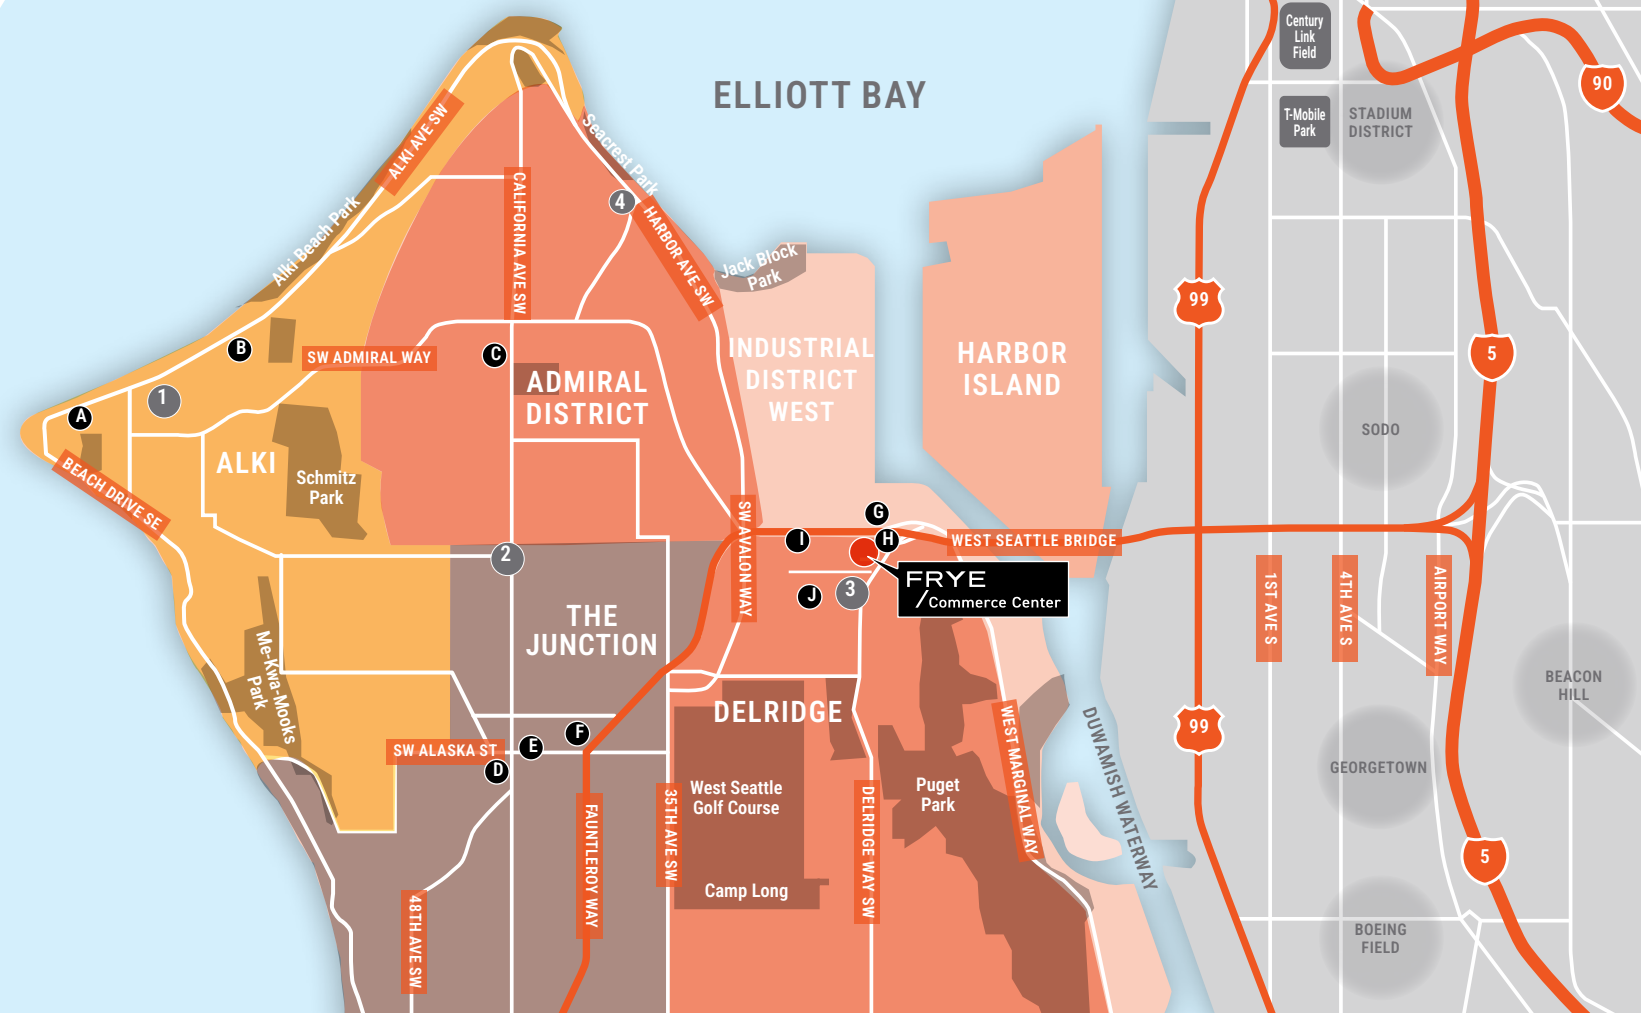 Century
Link
Field
90
ELLIOTT BAY
T-Mobile
Park
STADIUM
DISTRICT
ALKI AVE SW
Seacrest Park
CALIFORNIA AVE SW
4
HARBOR AVE SW
Alki Beach Park
Jack Block
Park
99
B
SW ADMIRAL WAY
C
ADMIRAL
DISTRICT
INDUSTRIAL
DISTRICT
WEST
HARBOR
ISLAND
5
1
A
ALKI
SODO
BEACH DRIVE SE
Schmitz
Park
SW AVALON WAY
G
I
H
WEST SEATTLE BRIDGE
2
FRYE
/Commerce Center
J
3
1ST AVE S
4TH AVE S
AIRPORT WAY
THE
JUNCTION
Me-Kwa-Mooks
Park
BEACON
HILL
DELRIDGE
WEST MARGINAL WAY
DUWAMISH WATERWAY
99
F
E
SW ALASKA ST
D
GEORGETOWN
West Seattle
Golf Course
Puget
Park
FAUNTLEROY WAY
35TH AVE SW
DELRIDGE WAY SW
5
Camp Long
48TH AVE SW
BOEING
FIELD